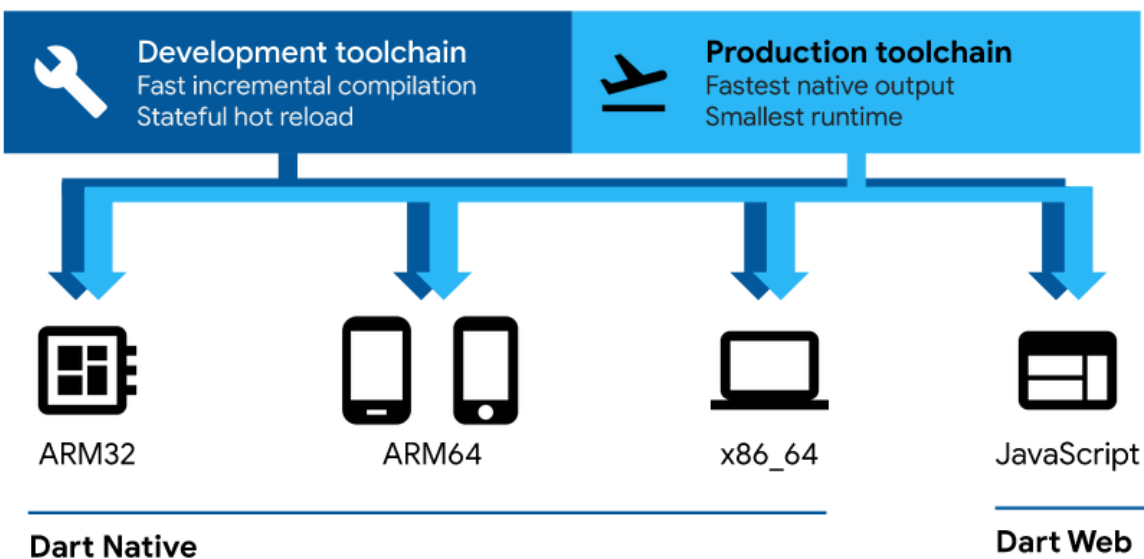 Development toolchain
Fast incremental compilation
Stateful hot reload
Production toolchain
Fastest native output
Smallest runtime
ARM32
ARM64
x86_64
JavaScript
Dart Native
Dart Web